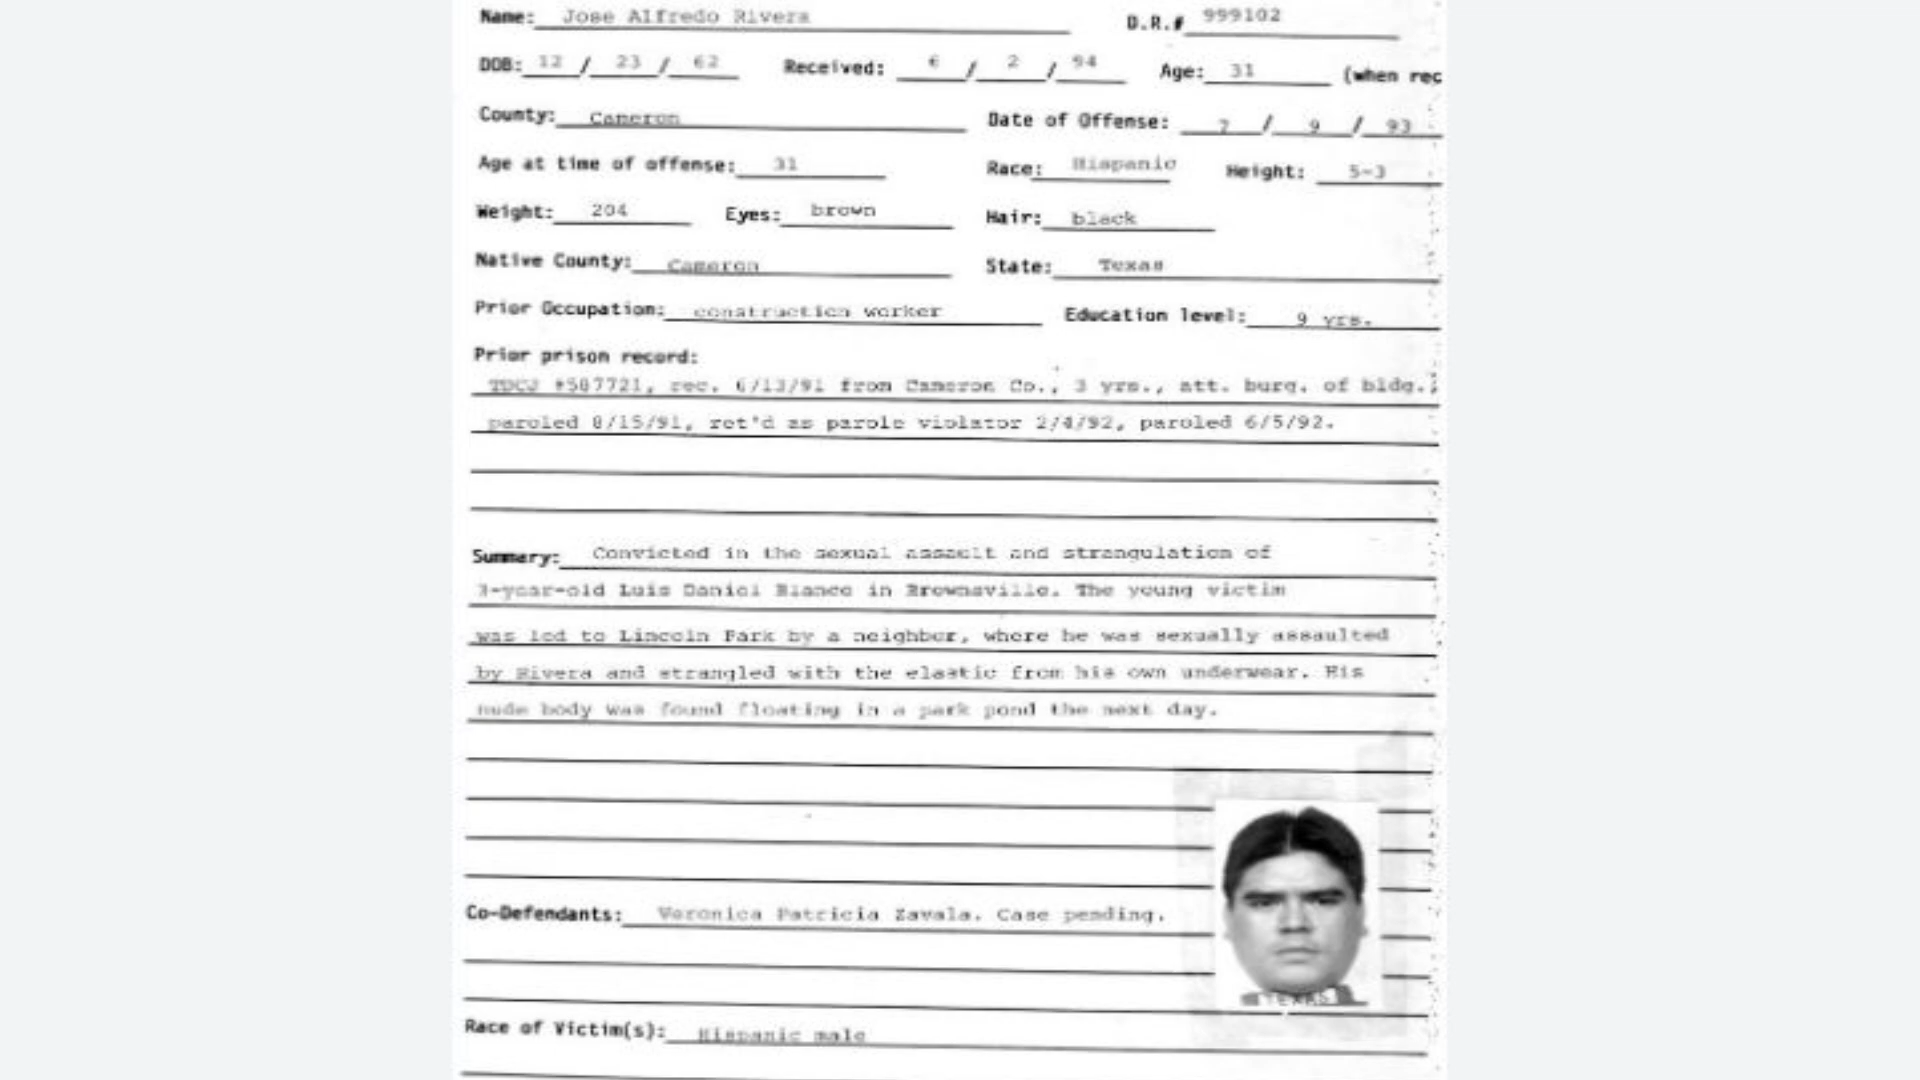 Name: Jose Alfredo Rivera D.R.# 999102
DOB: 12 / 23 / 62 Received: 6 / 2 / 94 Age: 31 (when rec
County: Cameron Date of Offense: 7 / 9 / 93
Age at time of offense: 31 Race: Hispanic Height: 5-3
Weight: 204 Eyes: brown Hair: black
Native County: Cameron State: Texas
Prior Occupation: construction worker Education level: 9 yrs.
Prior prison record:
TDCJ #587721, rec. 6/13/91 from Cameron Co., 3 yrs., att. burg. of bldg.;
paroled 8/15/91, ret'd as parole violator 2/4/92, paroled 6/5/92.
Summary: Convicted in the sexual assault and strangulation of
3-year-old Luis Daniel Blanco in Brownsville. The young victim
was led to Lincoln Park by a neighbor, where he was sexually assaulted
by Rivera and strangled with the elastic from his own underwear. His
nude body was found floating in a park pond the next day.
Co-Defendants: Veronica Patricia Zavala. Case pending.
TEXAS
Race of Victim(s): Hispanic male